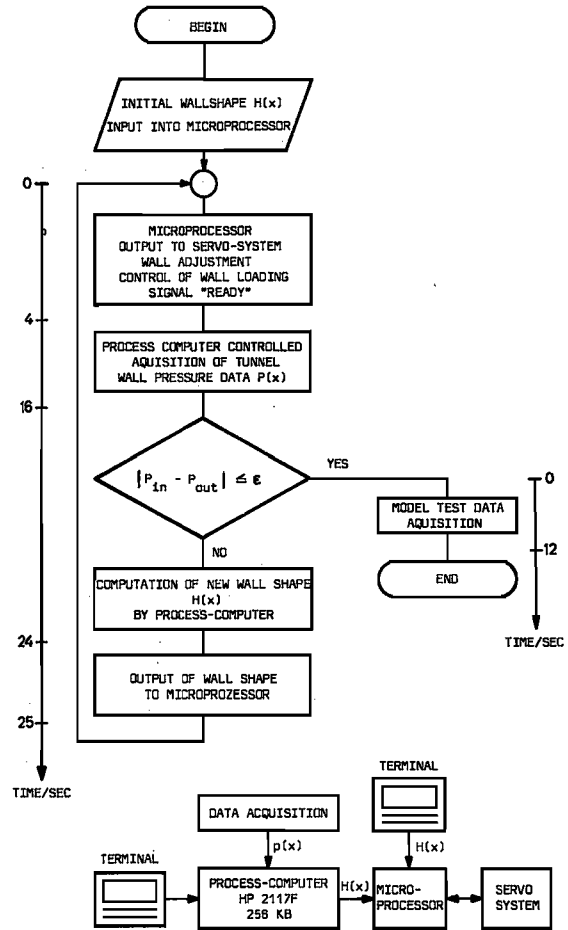 BEGIN
INITIAL WALLSHAPE H(x)
INPUT INTO MICROPROCESSOR
0
MICROPROCESSOR
OUTPUT TO SERVO-SYSTEM
WALL ADJUSTMENT
CONTROL OF WALL LOADING
SIGNAL "READY"
4
PROCESS COMPUTER CONTROLLED
AQUISITION OF TUNNEL
WALL PRESSURE DATA P(x)
16
|P_in - P_out| ≤ ε
YES
0
MODEL TEST DATA
AQUISITION
12
END
TIME/SEC
NO
COMPUTATION OF NEW WALL SHAPE
H(x)
BY PROCESS-COMPUTER
24
OUTPUT OF WALL SHAPE
TO MICROPROZESSOR
25
TIME/SEC
TERMINAL
DATA ACQUISITION
p(x)
H(x)
TERMINAL
PROCESS-COMPUTER
HP 2117F
256 KB
H(x)
MICRO-
PROCESSOR
SERVO
SYSTEM